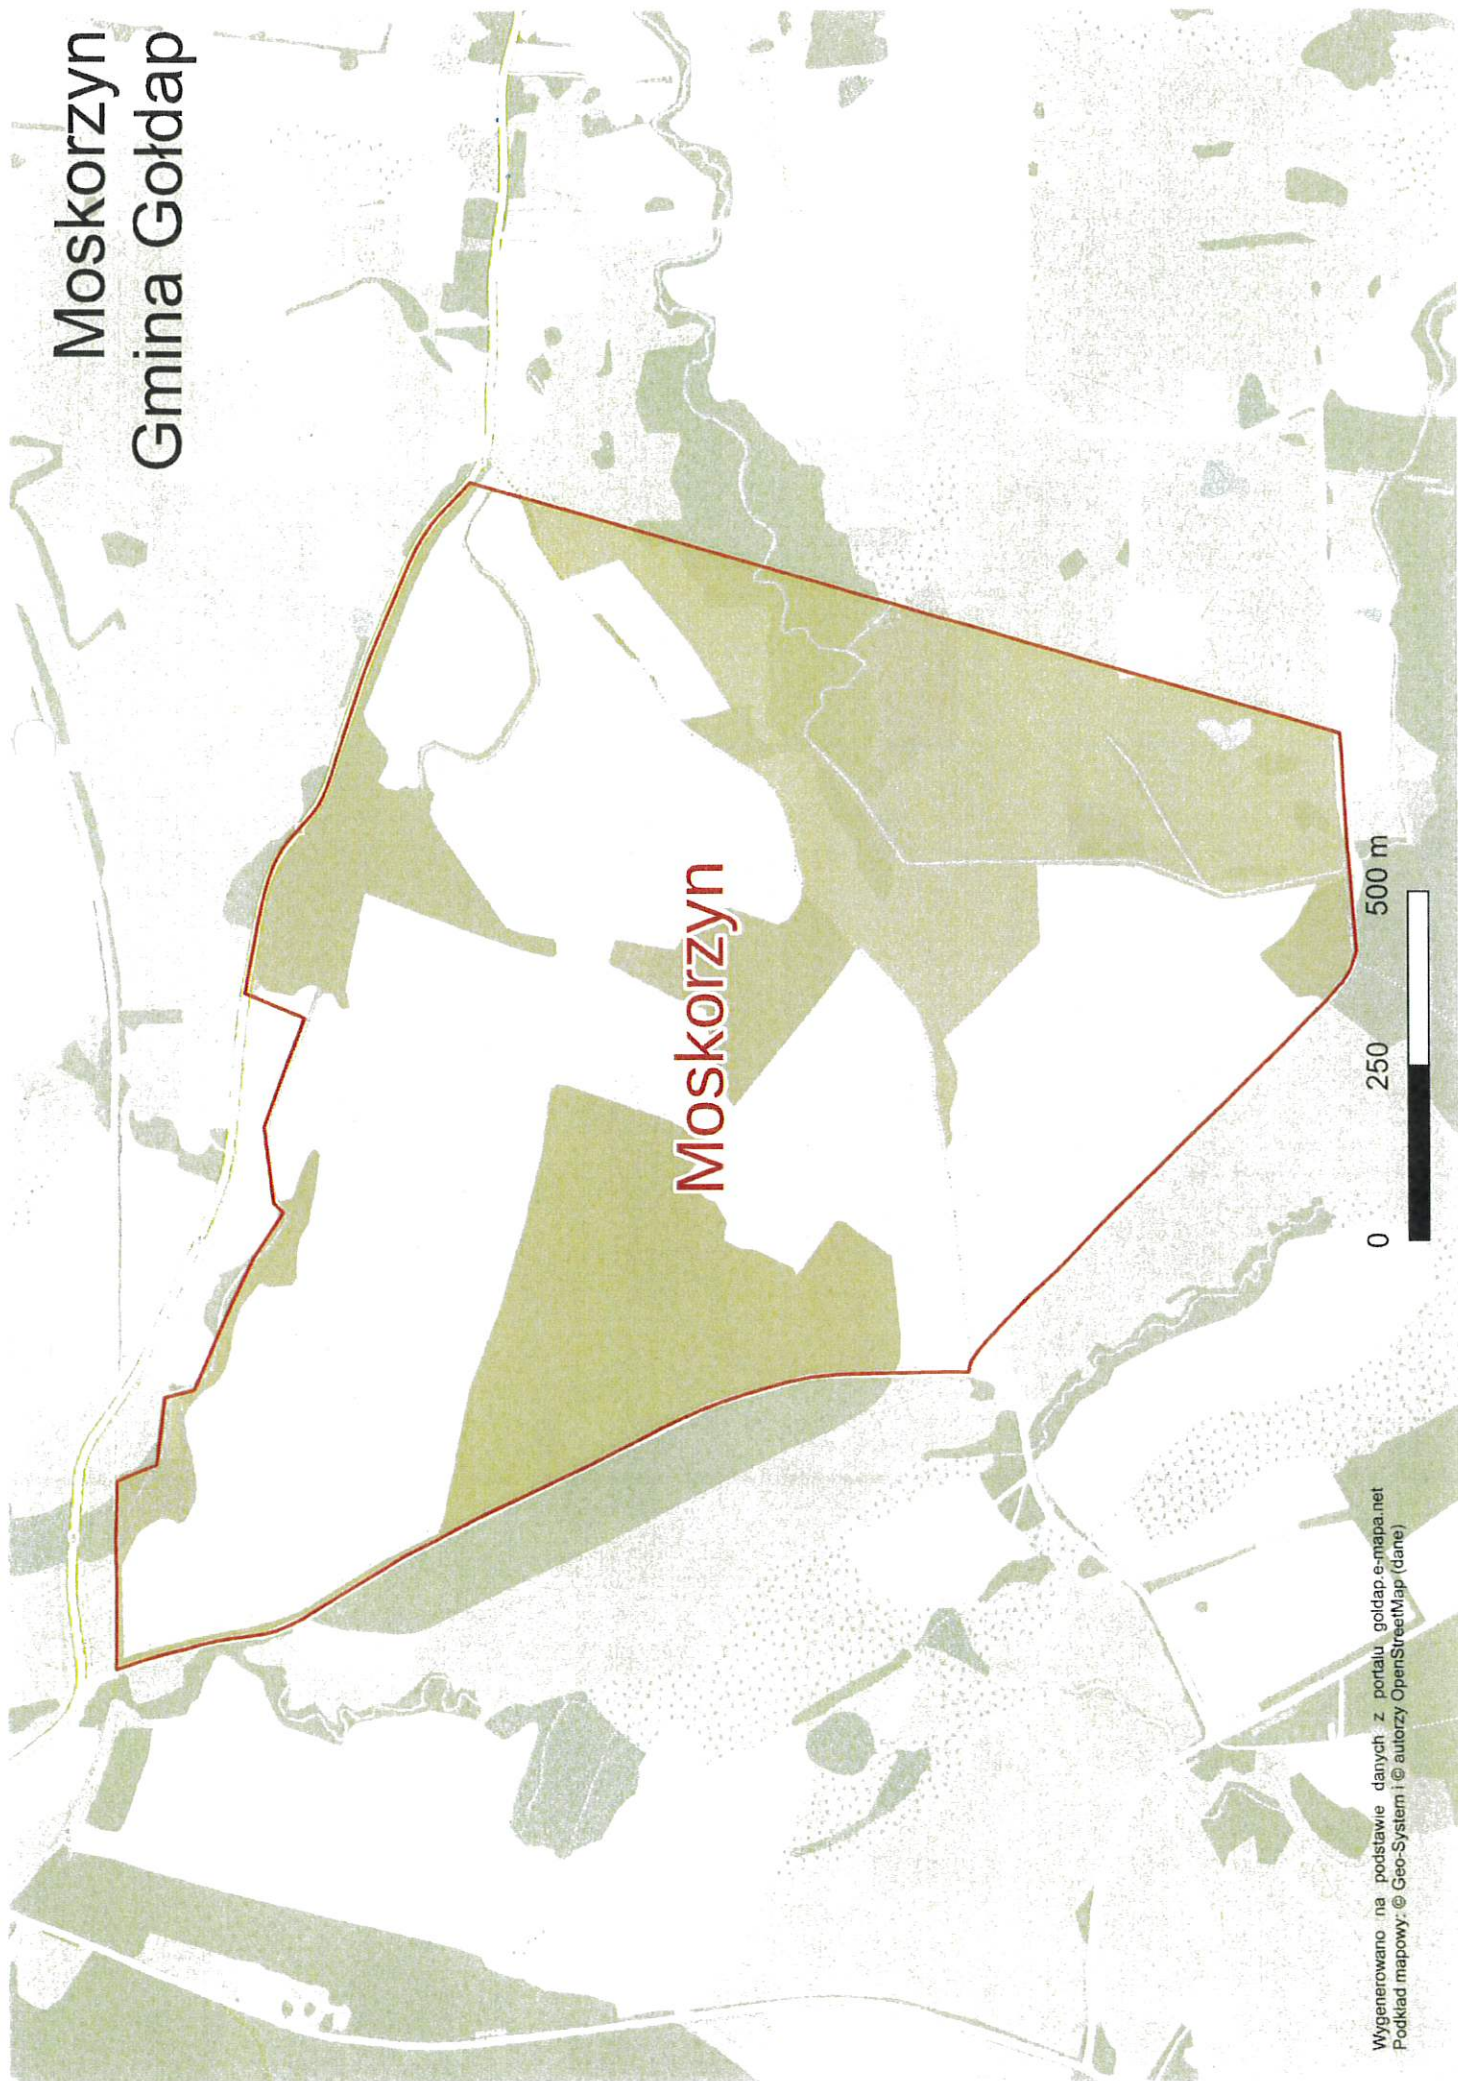 Moskorzyn
Gmina Gołdap
Moskorzyn
0 250 500 m
Wygenerowano na podstawie danych z portalu goldap.e-mapa.net
Podkład mapowy: © Geo-System i © autorzy OpenStreetMap (dane)